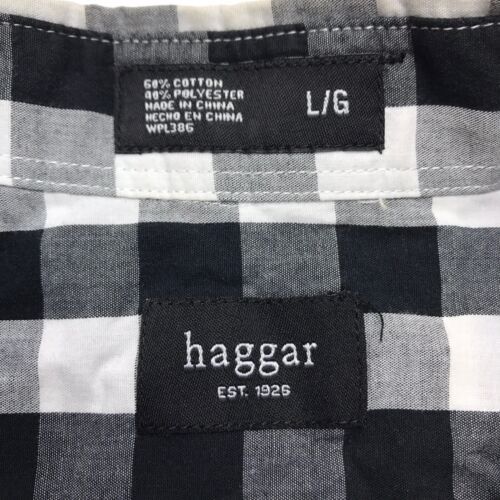 60% COTTON
40% POLYESTER
MADE IN CHINA
HECHO EN CHINA
WPL386
L/G
haggar
EST. 1926